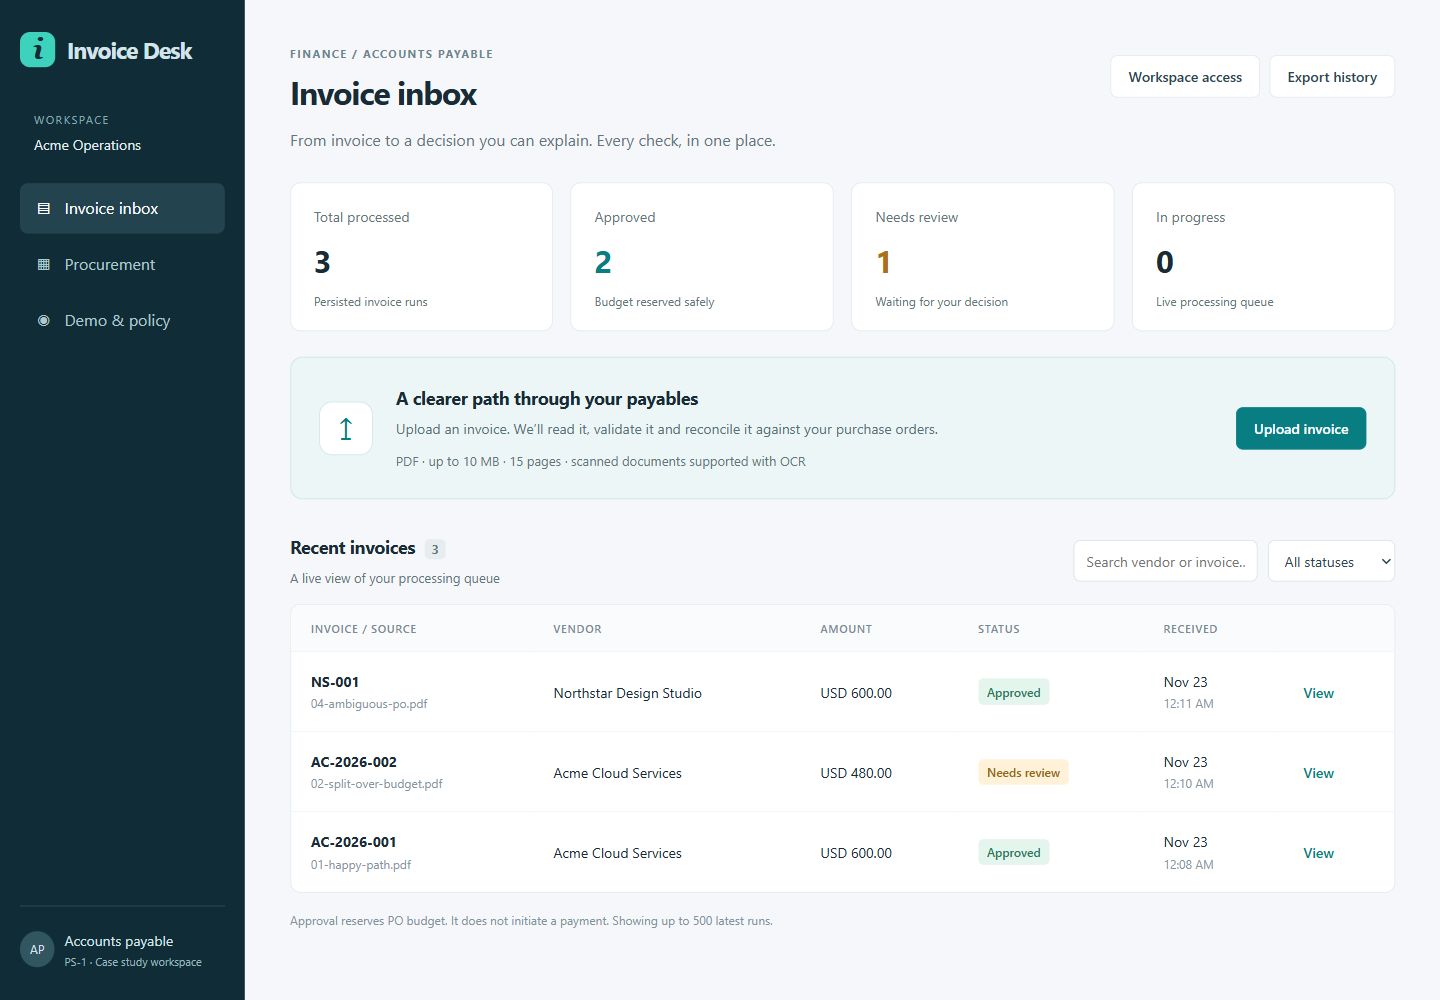 i Invoice Desk
WORKSPACE
Acme Operations
Invoice inbox
Procurement
Demo & policy
AP
Accounts payable
PS-1 · Case study workspace
FINANCE / ACCOUNTS PAYABLE
Invoice inbox
From invoice to a decision you can explain. Every check, in one place.
Workspace access
Export history
Total processed
3
Persisted invoice runs
Approved
2
Budget reserved safely
Needs review
1
Waiting for your decision
In progress
0
Live processing queue
A clearer path through your payables
Upload an invoice. We'll read it, validate it and reconcile it against your purchase orders.
PDF · up to 10 MB · 15 pages · scanned documents supported with OCR
Upload invoice
Recent invoices 3
A live view of your processing queue
Search vendor or invoice..
All statuses
INVOICE / SOURCE VENDOR AMOUNT STATUS RECEIVED
NS-001
04-ambiguous-po.pdf
Northstar Design Studio
USD 600.00
Approved
Nov 23
12:11 AM
View
AC-2026-002
02-split-over-budget.pdf
Acme Cloud Services
USD 480.00
Needs review
Nov 23
12:10 AM
View
AC-2026-001
01-happy-path.pdf
Acme Cloud Services
USD 600.00
Approved
Nov 23
12:08 AM
View
Approval reserves PO budget. It does not initiate a payment. Showing up to 500 latest runs.